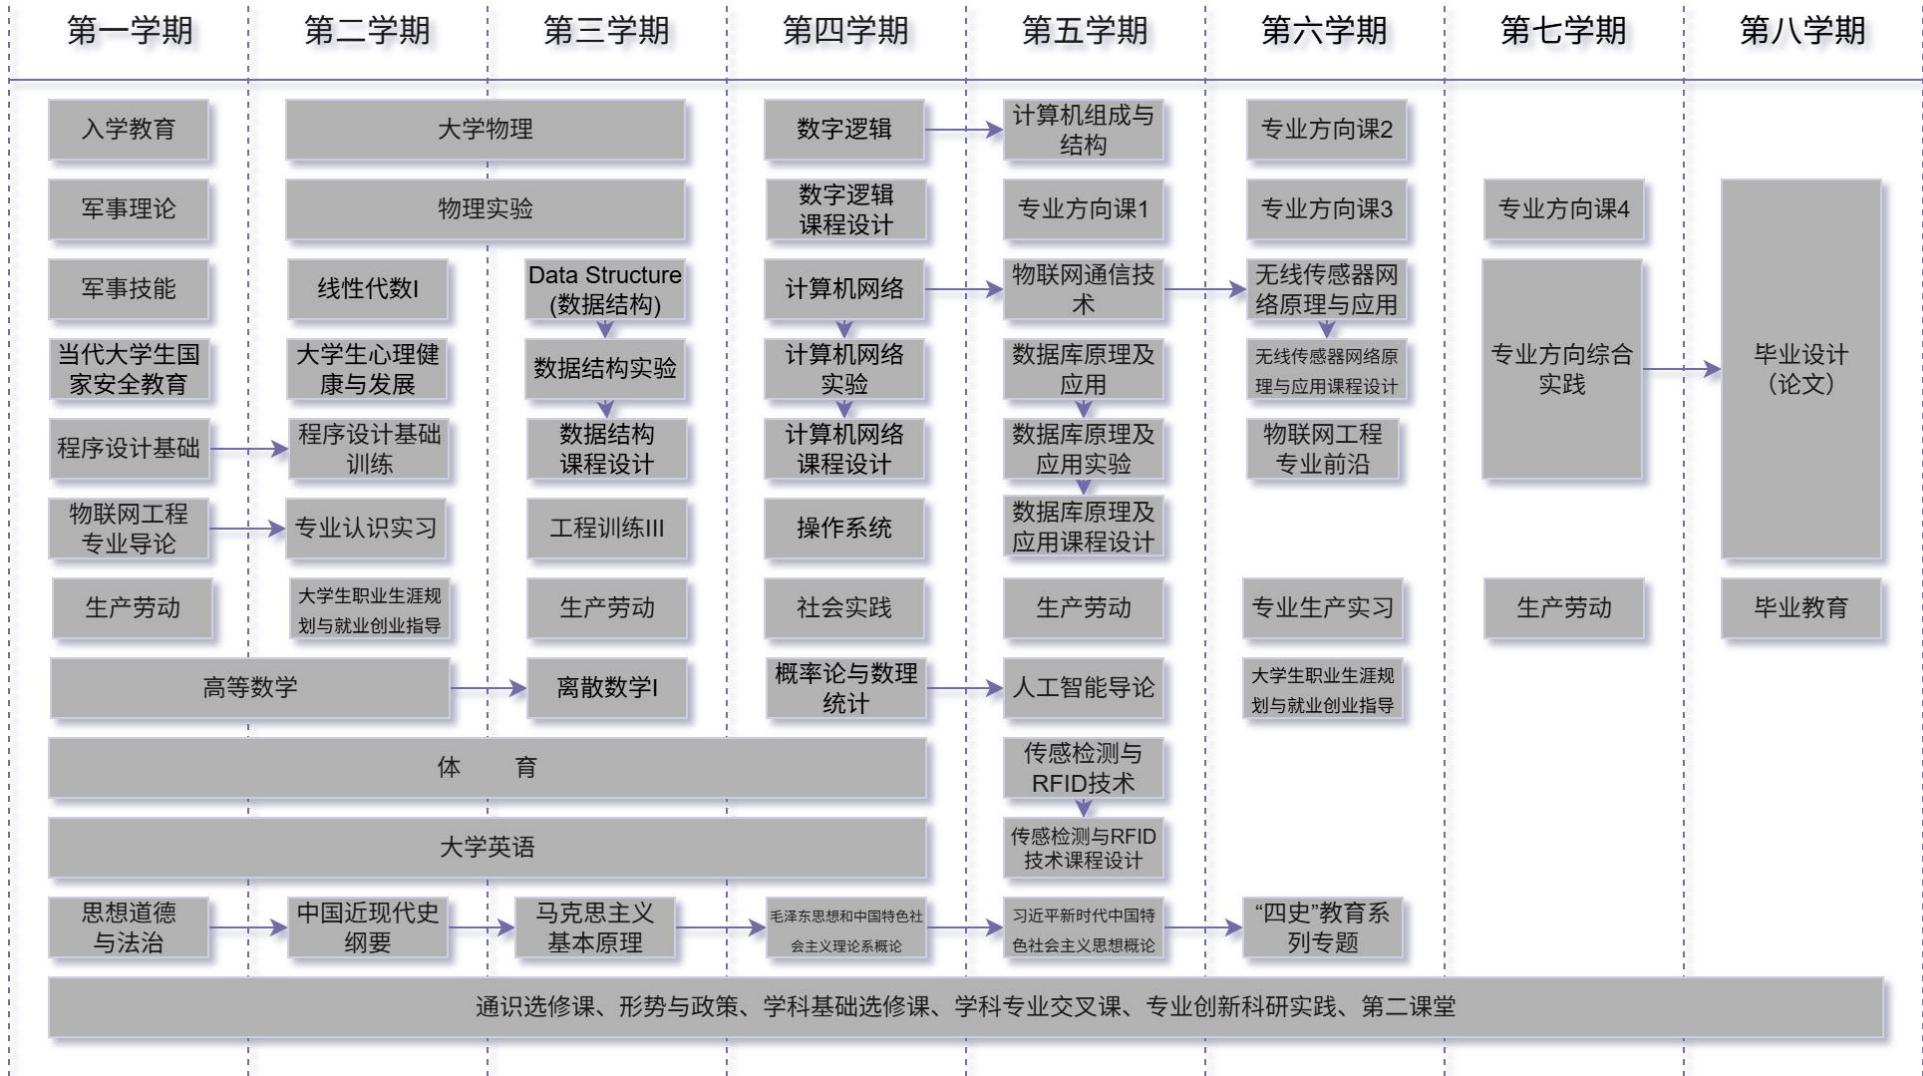 第一学期 第二学期 第三学期 第四学期 第五学期 第六学期 第七学期 第八学期
入学教育 大学物理 数字逻辑 计算机组成与
结构 专业方向课2
军事理论 物理实验 数字逻辑
课程设计 专业方向课1 专业方向课3 专业方向课4
军事技能 线性代数I Data Structure
(数据结构) 计算机网络 物联网通信技
术 无线传感器网
络原理与应用
当代大学生国
家安全教育 大学生心理健
康与发展 数据结构实验 计算机网络
实验 数据库原理及
应用 无线传感器网络原
理与应用课程设计 专业方向综合
实践 毕业设计
（论文）
程序设计基础 程序设计基础
训练 数据结构
课程设计 计算机网络
课程设计 数据库原理及
应用实验 物联网工程
专业前沿
物联网工程
专业导论 专业认识实习 工程训练III 操作系统 数据库原理及
应用课程设计
生产劳动 大学生职业生涯规
划与就业创业指导 生产劳动 社会实践 生产劳动 专业生产实习 生产劳动 毕业教育
高等数学 离散数学I 概率论与数理
统计 人工智能导论 大学生职业生涯规
划与就业创业指导
体 育 传感检测与
RFID技术
大学英语 传感检测与RFID
技术课程设计
思想道德
与法治 中国近现代史
纲要 马克思主义
基本原理 毛泽东思想和中国特色社
会主义理论系概论 习近平新时代中国特
色社会主义思想概论 “四史”教育系
列专题
通识选修课、形势与政策、学科基础选修课、学科专业交叉课、专业创新科研实践、第二课堂